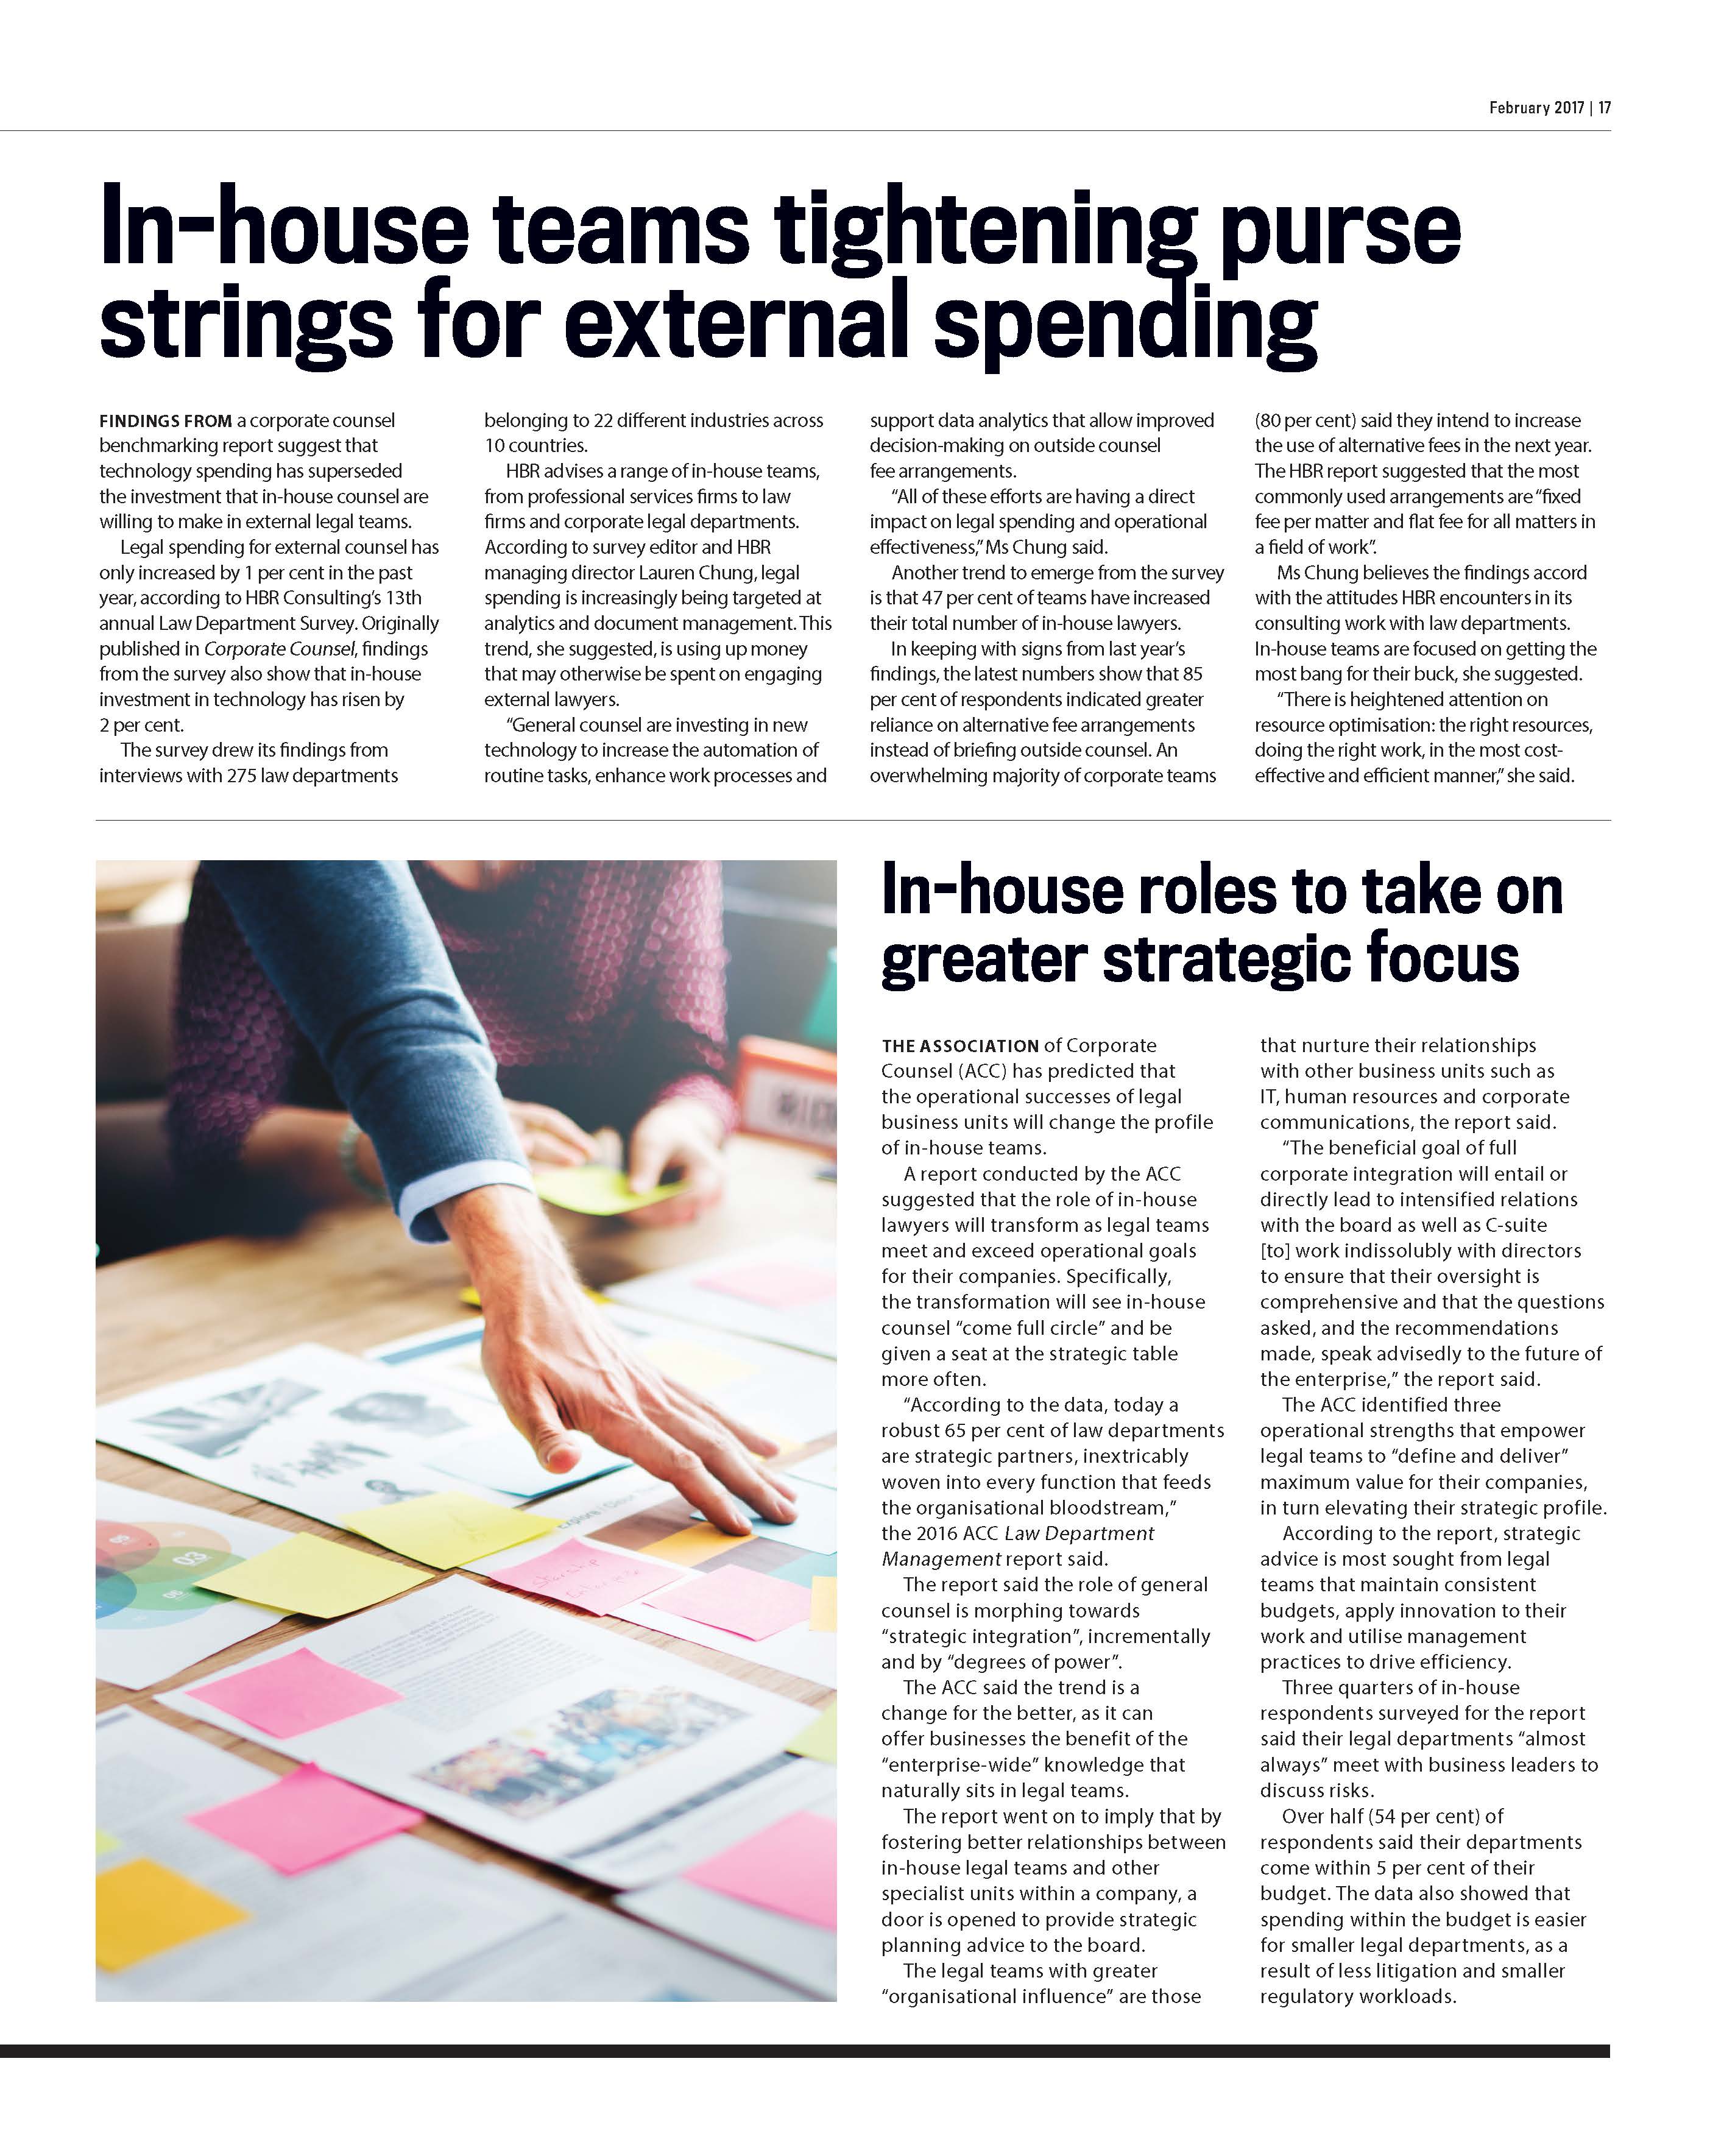 February 2017 | 17
In-house teams tightening purse
strings for external spending
FINDINGS FROM a corporate counsel
benchmarking report suggest that
technology spending has superseded
the investment that in-house counsel are
willing to make in external legal teams.
Legal spending for external counsel has
only increased by 1 per cent in the past
year, according to HBR Consulting’s 13th
annual Law Department Survey. Originally
published in Corporate Counsel, findings
from the survey also show that in-house
investment in technology has risen by
2 per cent.
The survey drew its findings from
interviews with 275 law departments
belonging to 22 different industries across
10 countries.
HBR advises a range of in-house teams,
from professional services firms to law
firms and corporate legal departments.
According to survey editor and HBR
managing director Lauren Chung, legal
spending is increasingly being targeted at
analytics and document management. This
trend, she suggested, is using up money
that may otherwise be spent on engaging
external lawyers.
“General counsel are investing in new
technology to increase the automation of
routine tasks, enhance work processes and
support data analytics that allow improved
decision-making on outside counsel
fee arrangements.
“All of these efforts are having a direct
impact on legal spending and operational
effectiveness,” Ms Chung said.
Another trend to emerge from the survey
is that 47 per cent of teams have increased
their total number of in-house lawyers.
In keeping with signs from last year’s
findings, the latest numbers show that 85
per cent of respondents indicated greater
reliance on alternative fee arrangements
instead of briefing outside counsel. An
overwhelming majority of corporate teams
(80 per cent) said they intend to increase
the use of alternative fees in the next year.
The HBR report suggested that the most
commonly used arrangements are “fixed
fee per matter and flat fee for all matters in
a field of work”.
Ms Chung believes the findings accord
with the attitudes HBR encounters in its
consulting work with law departments.
In-house teams are focused on getting the
most bang for their buck, she suggested.
“There is heightened attention on
resource optimisation: the right resources,
doing the right work, in the most cost-
effective and efficient manner,” she said.
In-house roles to take on
greater strategic focus
THE ASSOCIATION of Corporate
Counsel (ACC) has predicted that
the operational successes of legal
business units will change the profile
of in-house teams.
A report conducted by the ACC
suggested that the role of in-house
lawyers will transform as legal teams
meet and exceed operational goals
for their companies. Specifically,
the transformation will see in-house
counsel “come full circle” and be
given a seat at the strategic table
more often.
“According to the data, today a
robust 65 per cent of law departments
are strategic partners, inextricably
woven into every function that feeds
the organisational bloodstream,”
the 2016 ACC Law Department
Management report said.
The report said the role of general
counsel is morphing towards
“strategic integration”, incrementally
and by “degrees of power”.
The ACC said the trend is a
change for the better, as it can
offer businesses the benefit of the
“enterprise-wide” knowledge that
naturally sits in legal teams.
The report went on to imply that by
fostering better relationships between
in-house legal teams and other
specialist units within a company, a
door is opened to provide strategic
planning advice to the board.
The legal teams with greater
“organisational influence” are those
that nurture their relationships
with other business units such as
IT, human resources and corporate
communications, the report said.
“The beneficial goal of full
corporate integration will entail or
directly lead to intensified relations
with the board as well as C-suite
[to] work indissolubly with directors
to ensure that their oversight is
comprehensive and that the questions
asked, and the recommendations
made, speak advisedly to the future of
the enterprise,” the report said.
The ACC identified three
operational strengths that empower
legal teams to “define and deliver”
maximum value for their companies,
in turn elevating their strategic profile.
According to the report, strategic
advice is most sought from legal
teams that maintain consistent
budgets, apply innovation to their
work and utilise management
practices to drive efficiency.
Three quarters of in-house
respondents surveyed for the report
said their legal departments “almost
always” meet with business leaders to
discuss risks.
Over half (54 per cent) of
respondents said their departments
come within 5 per cent of their
budget. The data also showed that
spending within the budget is easier
for smaller legal departments, as a
result of less litigation and smaller
regulatory workloads.
03